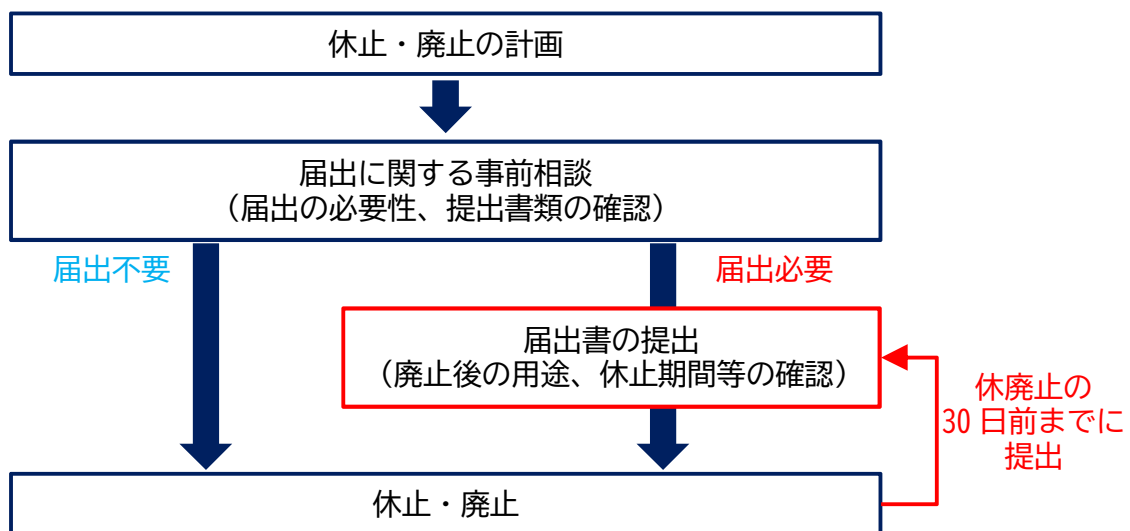 休止・廃止の計画
届出に関する事前相談
（届出の必要性、提出書類の確認）
届出不要
届出必要
届出書の提出
（廃止後の用途、休止期間等の確認）
休廃止の
30日前までに
提出
休止・廃止